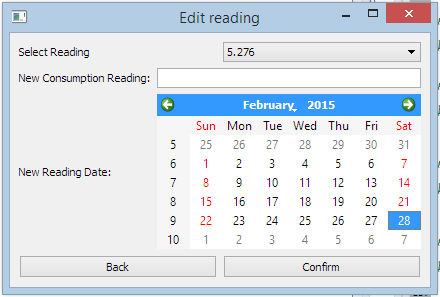 Edit reading
Select Reading 5.276
New Consumption Reading:
February, 2015
Sun Mon Tue Wed Thu Fri Sat
5 25 26 27 28 29 30 31
6 1 2 3 4 5 6 7
New Reading Date: 7 8 9 10 11 12 13 14
8 15 16 17 18 19 20 21
9 22 23 24 25 26 27 28
10 1 2 3 4 5 6 7
Back Confirm